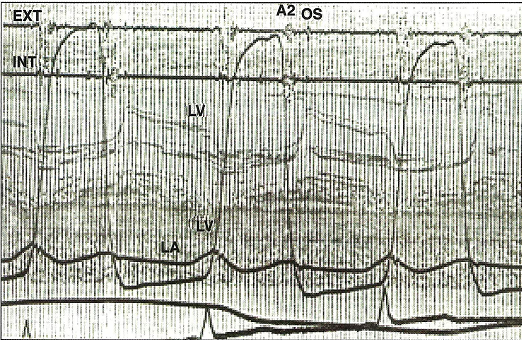 EXT
A2 OS
INT
LV
LV
LA